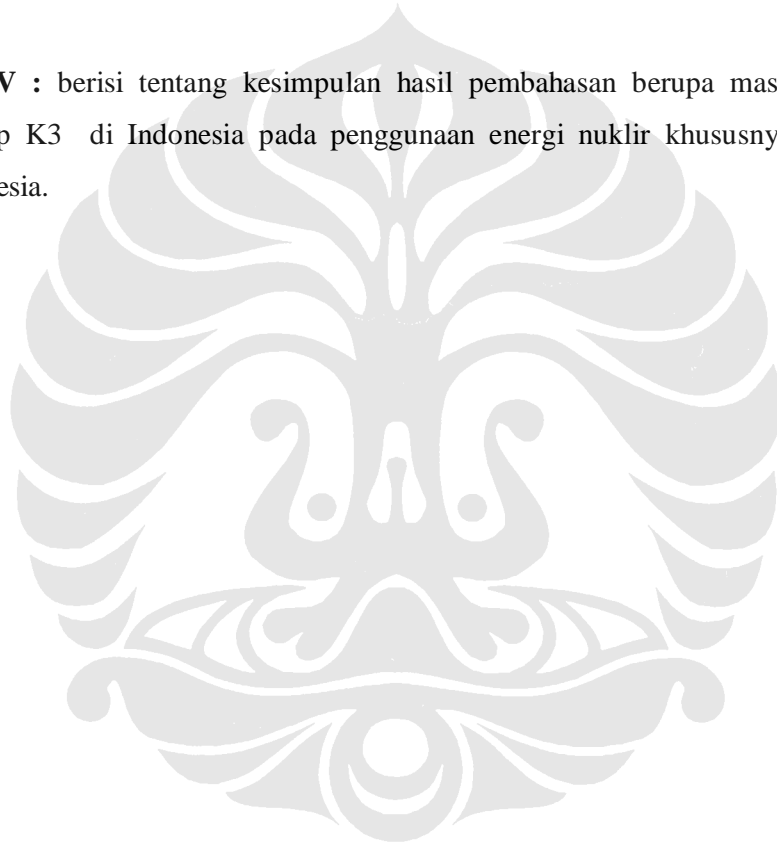 V : berisi tentang kesimpulan hasil pembahasan berupa mas
p K3 di Indonesia pada penggunaan energi nuklir khususny
esia.